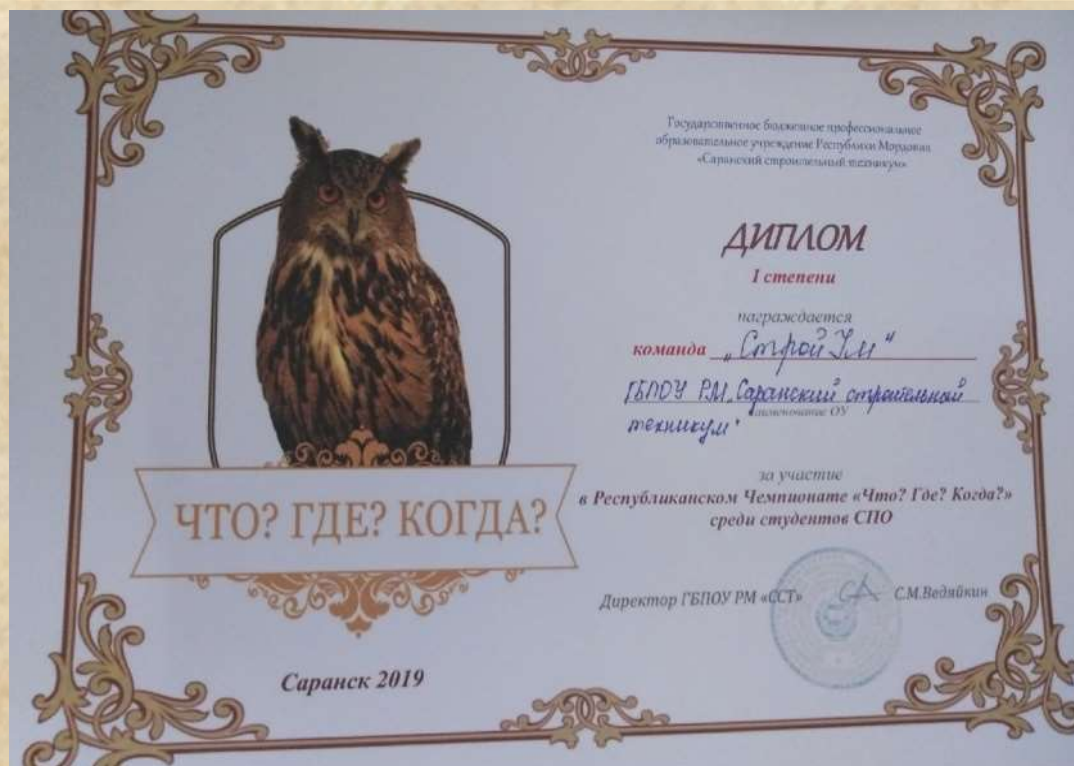 Государственное бюджетное профессиональное
образовательное учреждение Республики Мордовия
«Саранский строительный техникум»
ДИПЛОМ
I степени
награждается
команда „Строй Ум"
ГБПОУ РМ „Саранский строительный
наименование ОУ
техникум"
за участие
в Республиканском Чемпионате «Что? Где? Когда?»
среди студентов СПО
Директор ГБПОУ РМ «ССТ» С.М.Ведяйкин
ЧТО? ГДЕ? КОГДА?
Саранск 2019